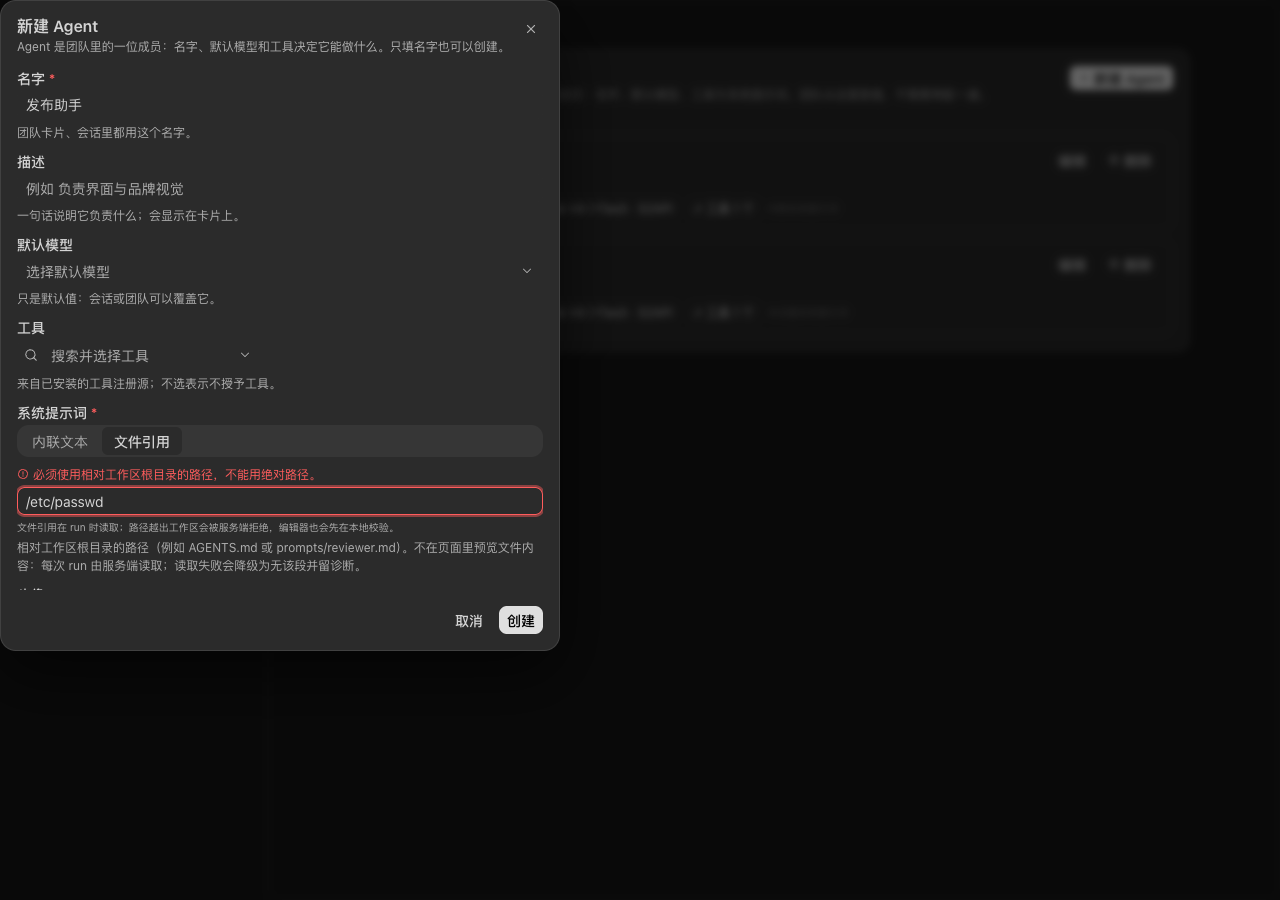 新建 Agent
Agent 是团队里的一位成员：名字、默认模型和工具决定它能做什么。只填名字也可以创建。
名字 *
发布助手
团队卡片、会话里都用这个名字。
描述
例如 负责界面与品牌视觉
一句话说明它负责什么；会显示在卡片上。
默认模型
选择默认模型
只是默认值：会话或团队可以覆盖它。
工具
搜索并选择工具
来自已安装的工具注册源；不选表示不授予工具。
系统提示词 *
内联文本 文件引用
必须使用相对工作区根目录的路径，不能用绝对路径。
/etc/passwd
文件引用在 run 时读取；路径越出工作区会被服务端拒绝，编辑器也会先在本地校验。
相对工作区根目录的路径（例如 AGENTS.md 或 prompts/reviewer.md）。不在页面里预览文件内
容：每次 run 由服务端读取；读取失败会降级为无该段并留诊断。
取消 创建